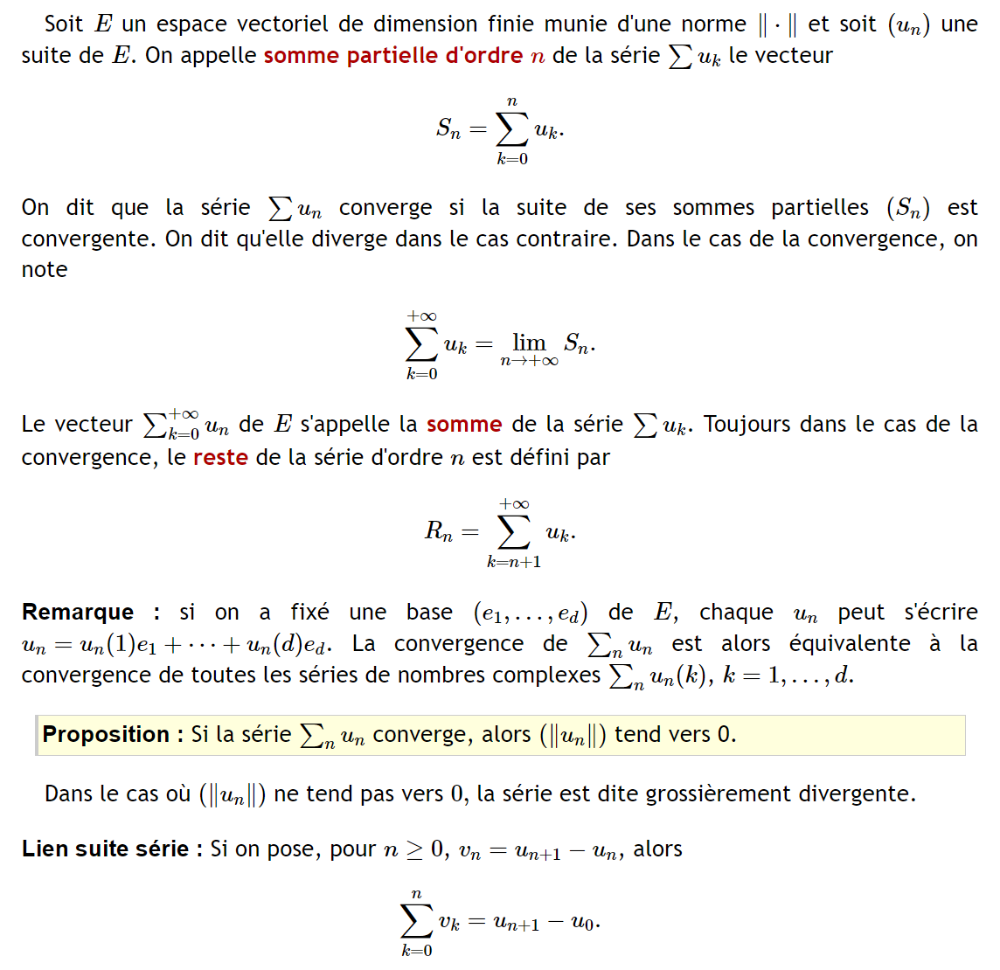 Soit $E$ un espace vectoriel de dimension finie munie d'une norme $\|\cdot\|$ et soit $(u_n)$ une
suite de $E$. On appelle somme partielle d'ordre $n$ de la série $\sum u_k$ le vecteur
$$S_n = \sum_{k=0}^{n} u_k.$$
On dit que la série $\sum u_n$ converge si la suite de ses sommes partielles $(S_n)$ est
convergente. On dit qu'elle diverge dans le cas contraire. Dans le cas de la convergence, on
note
$$\sum_{k=0}^{+\infty} u_k = \lim_{n\to+\infty} S_n.$$
Le vecteur $\sum_{k=0}^{+\infty} u_n$ de $E$ s'appelle la somme de la série $\sum u_k$. Toujours dans le cas de la
convergence, le reste de la série d'ordre $n$ est défini par
$$R_n = \sum_{k=n+1}^{+\infty} u_k.$$
Remarque : si on a fixé une base $(e_1, \ldots, e_d)$ de $E$, chaque $u_n$ peut s'écrire
$u_n = u_n(1)e_1 + \cdots + u_n(d)e_d$. La convergence de $\sum_n u_n$ est alors équivalente à la
convergence de toutes les séries de nombres complexes $\sum_n u_n(k)$, $k = 1, \ldots, d$.
Proposition : Si la série $\sum_n u_n$ converge, alors $(\|u_n\|)$ tend vers 0.
Dans le cas où $(\|u_n\|)$ ne tend pas vers $0$, la série est dite grossièrement divergente.
Lien suite série : Si on pose, pour $n \geq 0$, $v_n = u_{n+1} - u_n$, alors
$$\sum_{k=0}^{n} v_k = u_{n+1} - u_0.$$